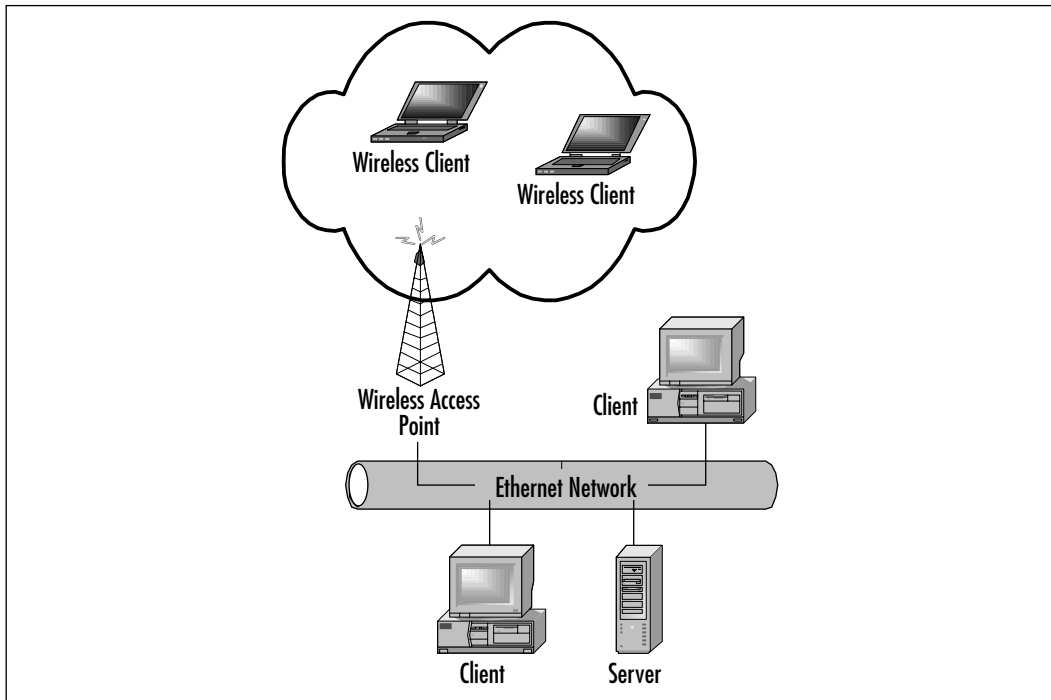 Wireless Client
Wireless Client
Wireless Access
Point
Client
Ethernet Network
Client
Server